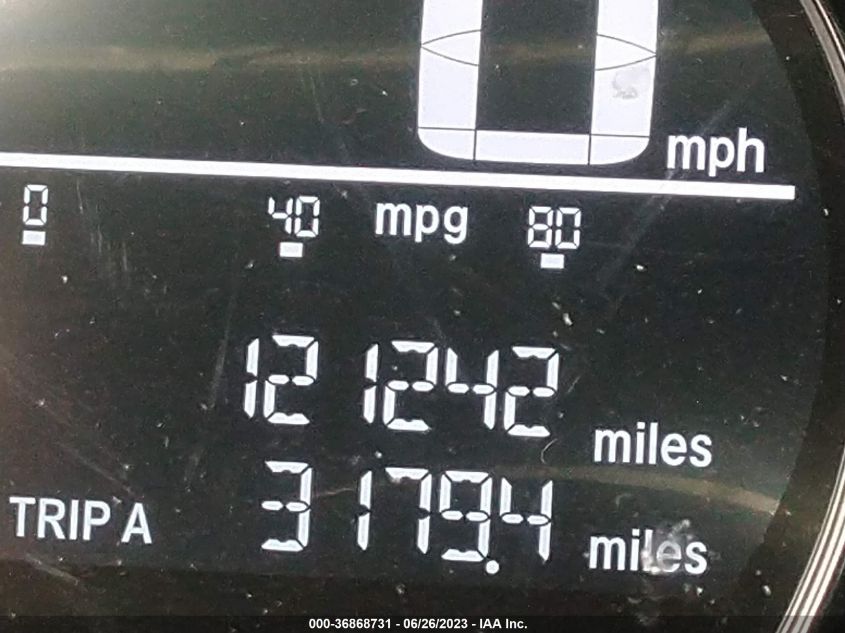 0 mph
0 40 mpg 80
121242 miles
TRIP A 3179.4 miles
000-36868731 - 06/26/2023 - IAA Inc.